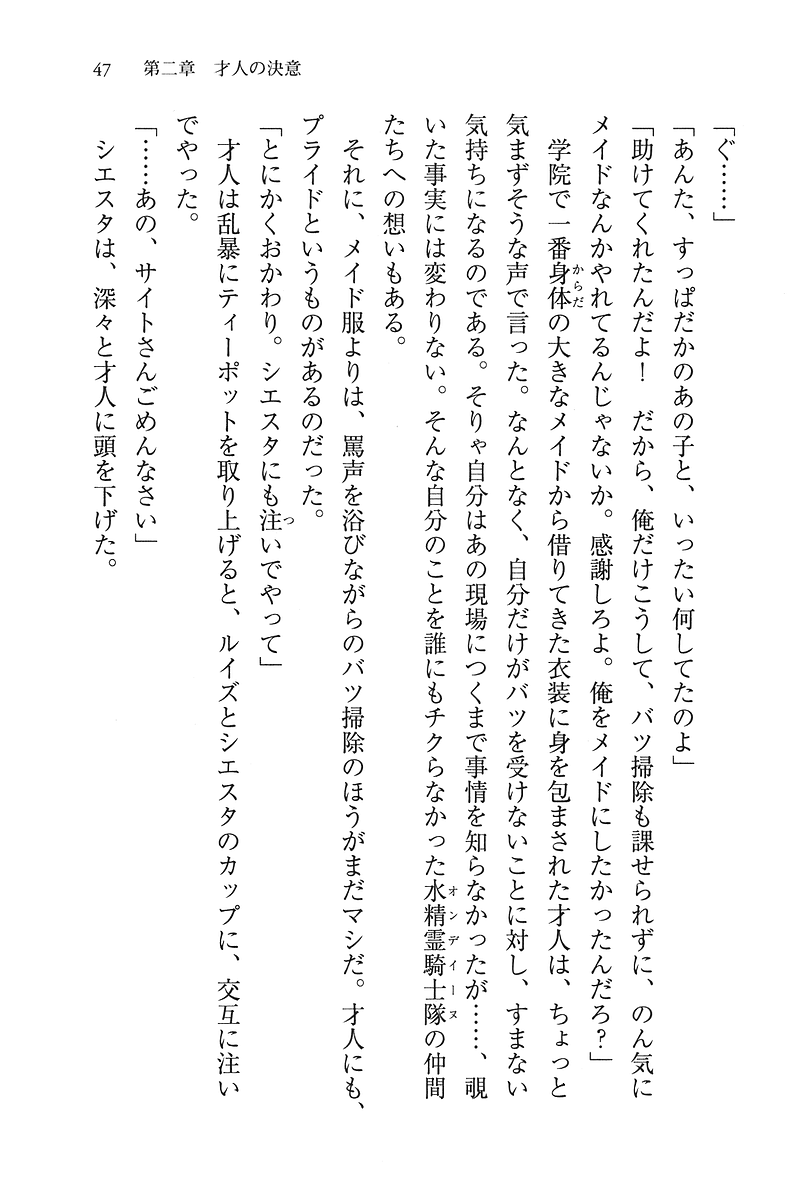 47　第二章　才人の決意
「ぐ……」
「あんた、すっぱだかのあの子と、いったい何してたのよ」
「助けてくれたんだよ！　だから、俺だけこうして、バツ掃除も課せられずに、のん気に
メイドなんかやれてるんじゃないか。感謝しろよ。俺をメイドにしたかったんだろ？」
　学院で一番身体の大きなメイドから借りてきた衣装に身を包まされた才人は、ちょっと
気まずそうな声で言った。なんとなく、自分だけがバツを受けないことに対し、すまない
気持ちになるのである。そりゃ自分はあの現場につくまで事情を知らなかったが……、覗
いた事実には変わりない。そんな自分のことを誰にもチクらなかった水精霊騎士隊の仲間
たちへの想いもある。
　それに、メイド服よりは、罵声を浴びながらのバツ掃除のほうがまだマシだ。才人にも、
プライドというものがあるのだった。
「とにかくおかわり。シエスタにも注いでやって」
　才人は乱暴にティーポットを取り上げると、ルイズとシエスタのカップに、交互に注い
でやった。
「……あの、サイトさんごめんなさい」
　シエスタは、深々と才人に頭を下げた。
からだ
オンディーヌ
つ